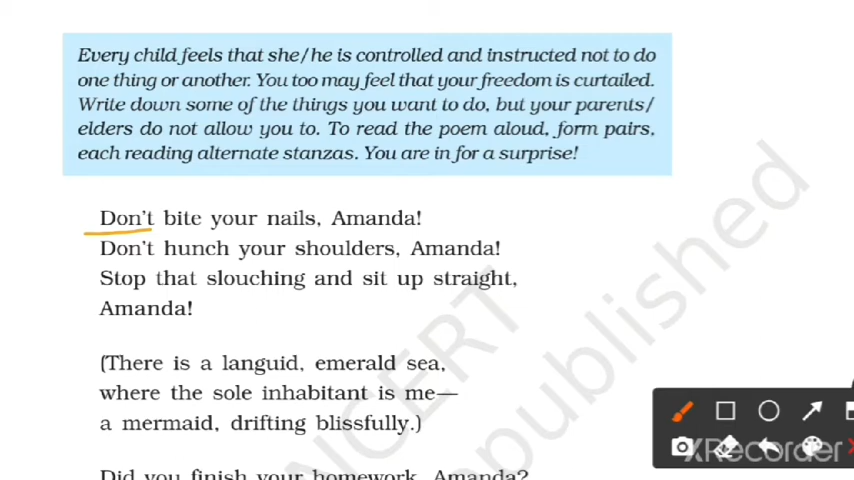 Every child feels that she/he is controlled and instructed not to do
one thing or another. You too may feel that your freedom is curtailed.
Write down some of the things you want to do, but your parents/
elders do not allow you to. To read the poem aloud, form pairs,
each reading alternate stanzas. You are in for a surprise!
Don't bite your nails, Amanda!
Don't hunch your shoulders, Amanda!
Stop that slouching and sit up straight,
Amanda!
(There is a languid, emerald sea,
where the sole inhabitant is me—
a mermaid, drifting blissfully.)
Did you finish your homework, Amanda?
NCERT
republished
XRecorder